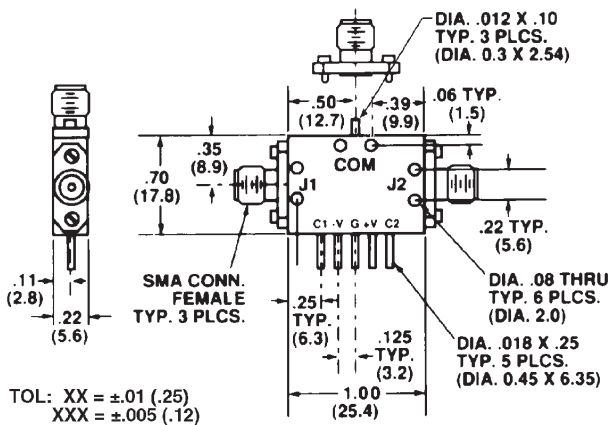 DIA. .012 X .10
TYP. 3 PLCS.
(DIA. 0.3 X 2.54)
.50
(12.7)
.39
(9.9)
.06 TYP.
(1.5)
.35
(8.9)
.70
(17.8)
COM
J1
J2
C1 -V G +V C2
.22 TYP.
(5.6)
.11
(2.8)
.22
(5.6)
SMA CONN.
FEMALE
TYP. 3 PLCS.
.25
TYP.
(6.3)
.125
TYP.
(3.2)
DIA. .08 THRU
TYP. 6 PLCS.
(DIA. 2.0)
DIA. .018 X .25
TYP. 5 PLCS.
(DIA. 0.45 X 6.35)
1.00
(25.4)
TOL: XX = ±.01 (.25)
XXX = ±.005 (.12)